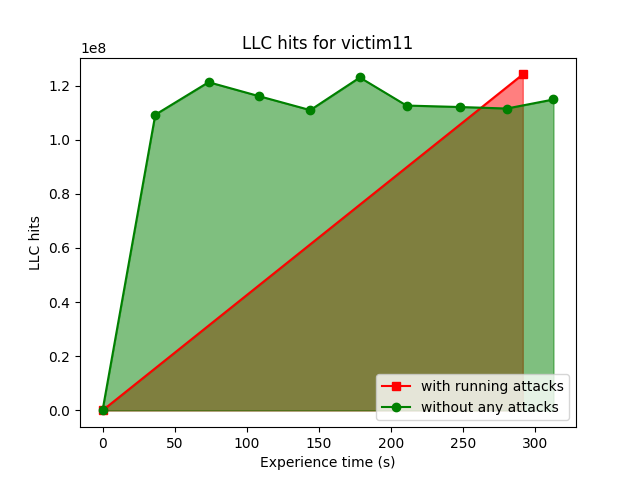 LLC hits for victim11
1e8
1.2
1.0
0.8
0.6
0.4
0.2
0.0
LLC hits
with running attacks
without any attacks
0 50 100 150 200 250 300
Experience time (s)